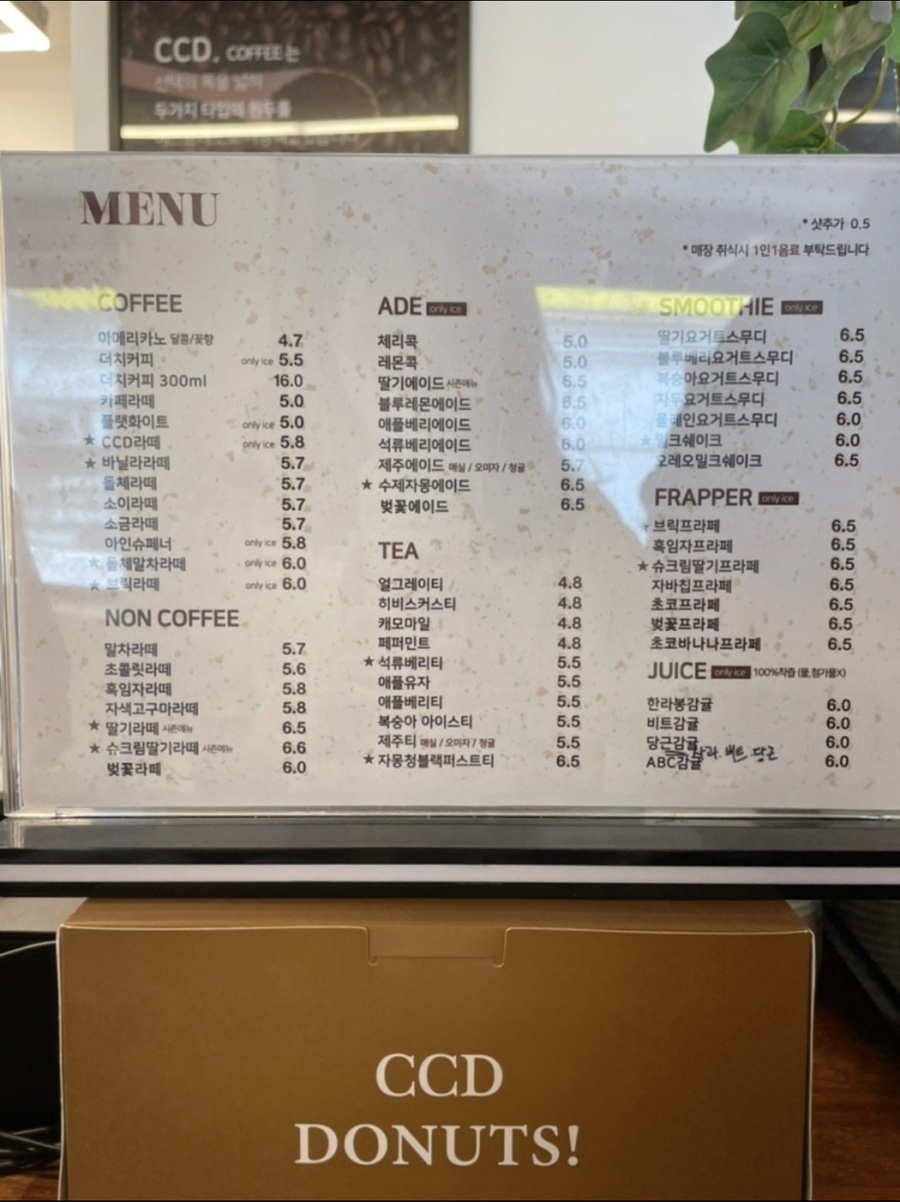 CCD. COFFEE는
선택의 폭을 넓혀
두가지 타입의 원두를
MENU
* 샷추가 0.5
* 매장 취식시 1인1음료 부탁드립니다
COFFEE
아메리카노 달콤/꽃향 4.7
더치커피 only ice 5.5
더치커피 300ml 16.0
카페라떼 5.0
플랫화이트 only ice 5.0
★ CCD라떼 only ice 5.8
★ 바닐라라떼 5.7
돌체라떼 5.7
소이라떼 5.7
소금라떼 5.7
아인슈페너 only ice 5.8
★ 돌체말차라떼 only ice 6.0
★ 브릭라떼 only ice 6.0
NON COFFEE
말차라떼 5.7
초콜릿라떼 5.6
흑임자라떼 5.8
자색고구마라떼 5.8
★ 딸기라떼 시즌메뉴 6.5
★ 슈크림딸기라떼 시즌메뉴 6.6
벚꽃라떼 6.0
ADE only ice
체리콕 5.0
레몬콕 5.0
딸기에이드 시즌메뉴 6.5
블루레몬에이드 6.0
애플베리에이드 6.0
석류베리에이드 6.0
제주에이드 매실 / 오미자 / 청귤 5.7
★ 수제자몽에이드 6.5
벚꽃에이드 6.5
TEA
얼그레이티 4.8
히비스커스티 4.8
캐모마일 4.8
페퍼민트 4.8
★ 석류베리티 5.5
애플유자 5.5
애플베리티 5.5
복숭아 아이스티 5.5
제주티 매실 / 오미자 / 청귤 5.5
★ 자몽청블랙퍼스트티 6.5
SMOOTHIE only ice
딸기요거트스무디 6.5
블루베리요거트스무디 6.5
복숭아요거트스무디 6.5
자두요거트스무디 6.5
플레인요거트스무디 6.0
★ 밀크쉐이크 6.0
오레오밀크쉐이크 6.5
FRAPPER only ice
★ 브릭프라페 6.5
흑임자프라페 6.5
★ 슈크림딸기프라페 6.5
자바칩프라페 6.5
초코프라페 6.5
벚꽃프라페 6.5
초코바나나프라페 6.5
JUICE only ice 100%착즙 (물,첨가물X)
한라봉감귤 6.0
비트감귤 6.0
당근감귤 6.0
비트 당근
ABC감귤 6.0
CCD
DONUTS!